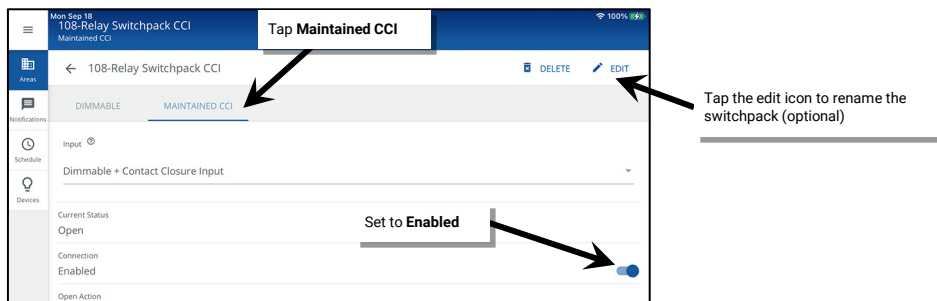 Mon Sep 18
100%
108-Relay Switchpack CCI
Maintained CCI
Tap Maintained CCI
Areas
Notifications
Schedule
Devices
108-Relay Switchpack CCI
DELETE
EDIT
DIMMABLE
MAINTAINED CCI
Tap the edit icon to rename the
switchpack (optional)
Input
Dimmable + Contact Closure Input
Current Status
Open
Set to Enabled
Connection
Enabled
Open Action